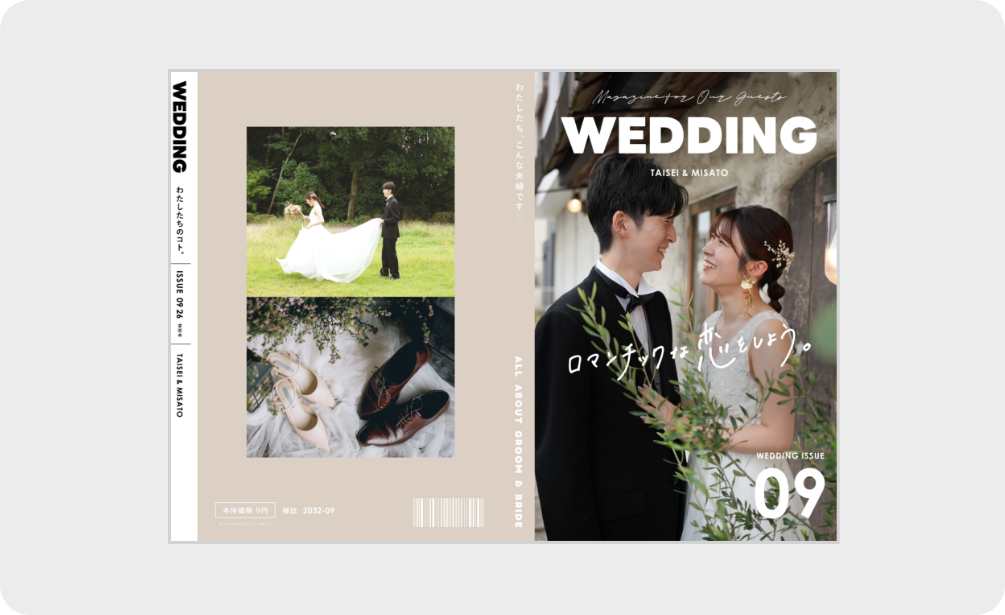 WEDDING
わたしたちのコト。
ISSUE 09 26 特別号
TAISEI & MISATO
本体価格 0円
雑誌 2032-09
わたしたち、こんな夫婦です♡
ALL ABOUT GROOM & BRIDE
Magazine for Our Guests
WEDDING
TAISEI & MISATO
ロマンチックな恋をしよう。
WEDDING ISSUE
09